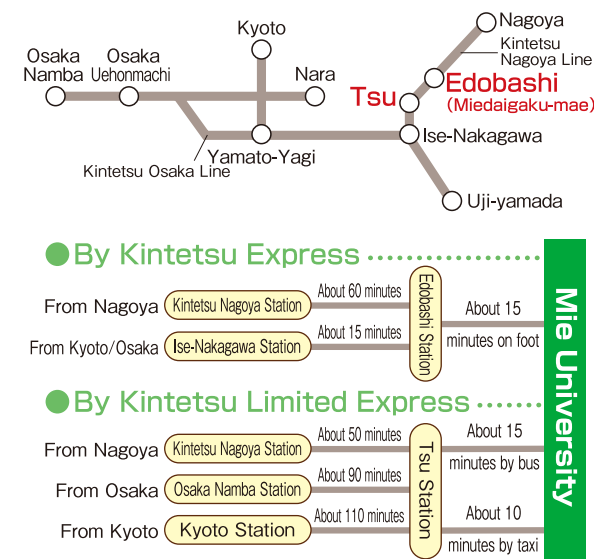 Nagoya
Kintetsu
Nagoya Line
Kyoto
Osaka
Namba
Osaka
Uehonmachi
Nara
Edobashi
(Miedaigaku-mae)
Tsu
Ise-Nakagawa
Yamato-Yagi
Kintetsu Osaka Line
Uji-yamada
●By Kintetsu Express
From Nagoya Kintetsu Nagoya Station About 60 minutes
From Kyoto/Osaka Ise-Nakagawa Station About 15 minutes
Edobashi Station
About 15
minutes on foot
Mie University
●By Kintetsu Limited Express
From Nagoya Kintetsu Nagoya Station About 50 minutes
From Osaka Osaka Namba Station About 90 minutes
From Kyoto Kyoto Station About 110 minutes
Tsu Station
About 15
minutes by bus
About 10
minutes by taxi